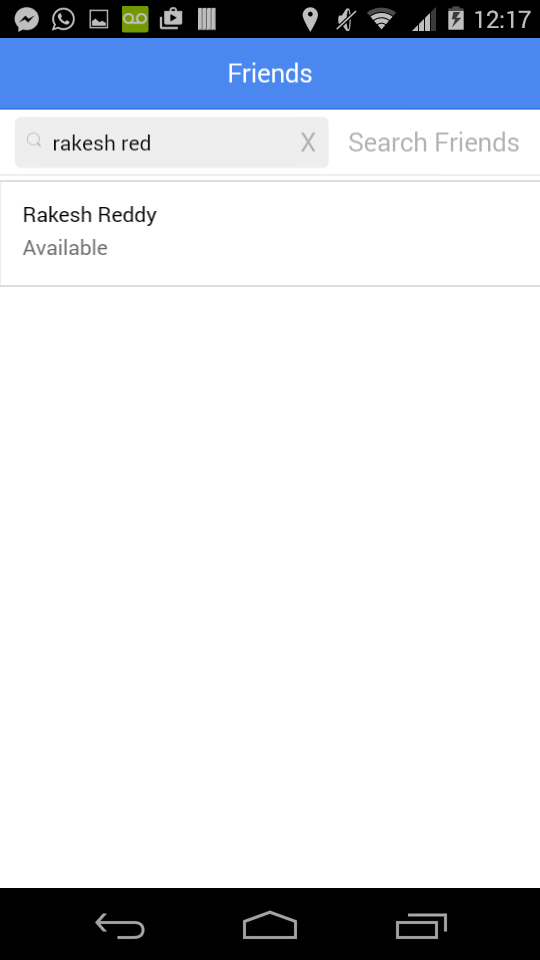 12:17
Friends
rakesh red X Search Friends
Rakesh Reddy
Available